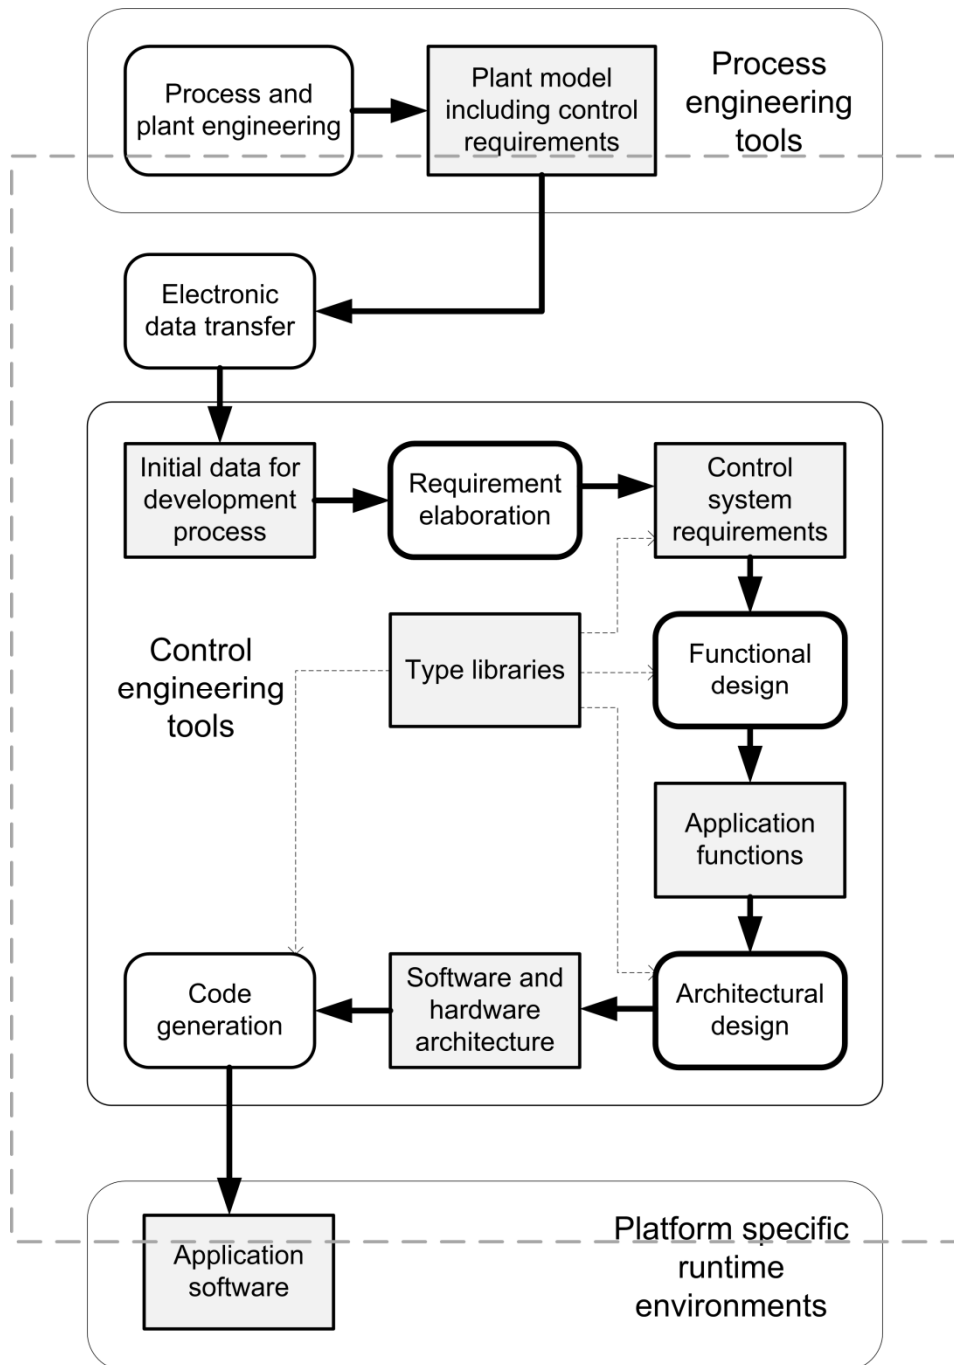 Process and
plant engineering
Plant model
including control
requirements
Process
engineering
tools
Electronic
data transfer
Initial data for
development
process
Requirement
elaboration
Control
system
requirements
Control
engineering
tools
Type libraries
Functional
design
Application
functions
Code
generation
Software and
hardware
architecture
Architectural
design
Application
software
Platform specific
runtime
environments